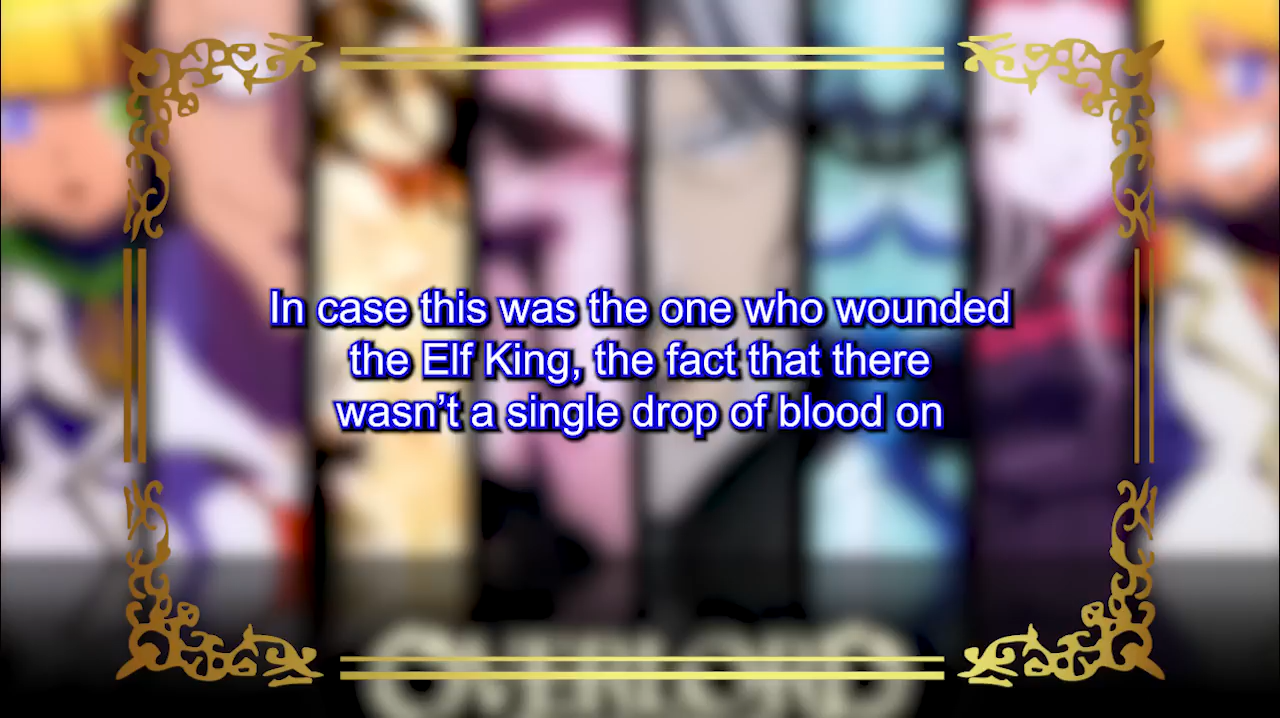 In case this was the one who wounded
the Elf King, the fact that there
wasn’t a single drop of blood on
OVERLORD